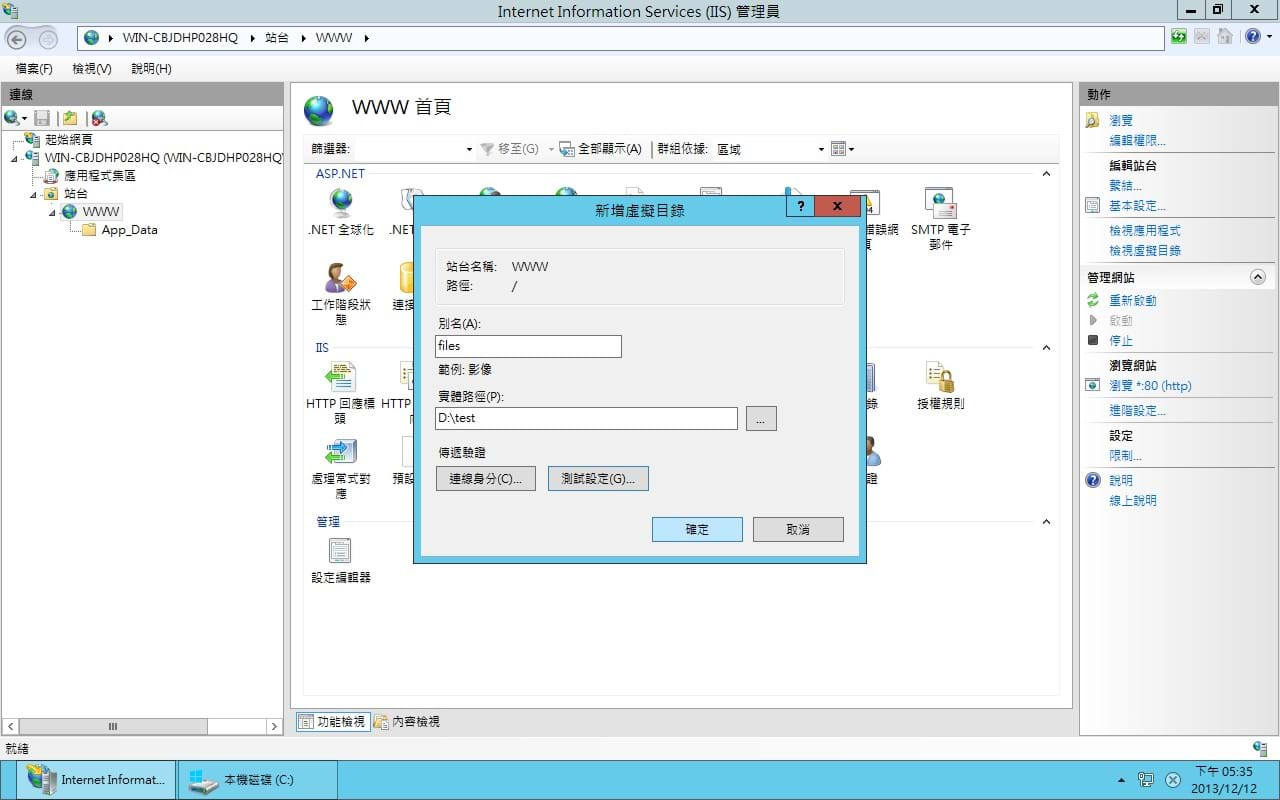 Internet Information Services (IIS) 管理員
WIN-CBJDHP028HQ 站台 WWW
檔案(F) 檢視(V) 說明(H)
連線
起始網頁
WIN-CBJDHP028HQ (WIN-CBJDHP028HQ\
應用程式集區
站台
WWW
App_Data
WWW 首頁
篩選器: 移至(G) 全部顯示(A) 群組依據: 區域
ASP.NET
.NET 全球化
.NET
錯誤網
頁
SMTP 電子
郵件
工作階段狀
態
連接
IIS
HTTP 回應標
頭
HTTP
錄
授權規則
處理常式對
應
預設
證
管理
設定編輯器
功能檢視 內容檢視
新增虛擬目錄
? x
站台名稱: WWW
路徑: /
別名(A):
files
範例: 影像
實體路徑(P):
D:\test
...
傳遞驗證
連線身分(C)... 測試設定(G)...
確定 取消
動作
瀏覽
編輯權限...
編輯站台
繫結...
基本設定...
檢視應用程式
檢視虛擬目錄
管理網站
重新啟動
啟動
停止
瀏覽網站
瀏覽 *:80 (http)
進階設定...
設定
限制...
說明
線上說明
就緒
Internet Informat... 本機磁碟 (C:)
下午 05:35
2013/12/12